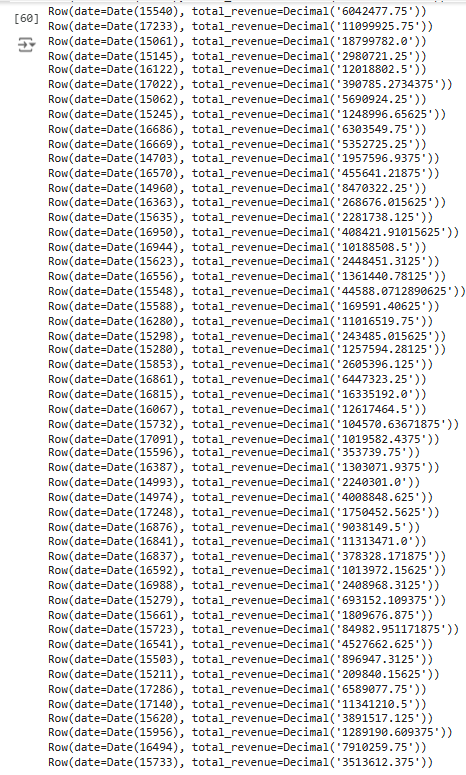 [60]
Row(date=Date(15540), total_revenue=Decimal('6042477.75'))
Row(date=Date(17233), total_revenue=Decimal('11099925.75'))
Row(date=Date(15061), total_revenue=Decimal('18799782.0'))
Row(date=Date(15145), total_revenue=Decimal('2980721.25'))
Row(date=Date(16122), total_revenue=Decimal('12018802.5'))
Row(date=Date(17022), total_revenue=Decimal('390785.2734375'))
Row(date=Date(15062), total_revenue=Decimal('5690924.25'))
Row(date=Date(15245), total_revenue=Decimal('1248996.65625'))
Row(date=Date(16686), total_revenue=Decimal('6303549.75'))
Row(date=Date(16669), total_revenue=Decimal('5352725.25'))
Row(date=Date(14703), total_revenue=Decimal('1957596.9375'))
Row(date=Date(16570), total_revenue=Decimal('455641.21875'))
Row(date=Date(14960), total_revenue=Decimal('8470322.25'))
Row(date=Date(16363), total_revenue=Decimal('268676.015625'))
Row(date=Date(15635), total_revenue=Decimal('2281738.125'))
Row(date=Date(16950), total_revenue=Decimal('408421.91015625'))
Row(date=Date(16944), total_revenue=Decimal('10188508.5'))
Row(date=Date(15623), total_revenue=Decimal('2448451.3125'))
Row(date=Date(16556), total_revenue=Decimal('1361440.78125'))
Row(date=Date(15548), total_revenue=Decimal('44588.0712890625'))
Row(date=Date(15588), total_revenue=Decimal('169591.40625'))
Row(date=Date(16280), total_revenue=Decimal('11016519.75'))
Row(date=Date(15298), total_revenue=Decimal('243485.015625'))
Row(date=Date(15280), total_revenue=Decimal('1257594.28125'))
Row(date=Date(15853), total_revenue=Decimal('2605396.125'))
Row(date=Date(16861), total_revenue=Decimal('6447323.25'))
Row(date=Date(16815), total_revenue=Decimal('16335192.0'))
Row(date=Date(16067), total_revenue=Decimal('12617464.5'))
Row(date=Date(15732), total_revenue=Decimal('104570.63671875'))
Row(date=Date(17091), total_revenue=Decimal('1019582.4375'))
Row(date=Date(15596), total_revenue=Decimal('353739.75'))
Row(date=Date(16387), total_revenue=Decimal('1303071.9375'))
Row(date=Date(14993), total_revenue=Decimal('2240301.0'))
Row(date=Date(14974), total_revenue=Decimal('4008848.625'))
Row(date=Date(17248), total_revenue=Decimal('1750452.5625'))
Row(date=Date(16876), total_revenue=Decimal('9038149.5'))
Row(date=Date(16841), total_revenue=Decimal('11313471.0'))
Row(date=Date(16837), total_revenue=Decimal('378328.171875'))
Row(date=Date(16592), total_revenue=Decimal('1013972.15625'))
Row(date=Date(16988), total_revenue=Decimal('2408968.3125'))
Row(date=Date(15279), total_revenue=Decimal('693152.109375'))
Row(date=Date(15661), total_revenue=Decimal('1809676.875'))
Row(date=Date(15723), total_revenue=Decimal('84982.951171875'))
Row(date=Date(16541), total_revenue=Decimal('4527662.625'))
Row(date=Date(15503), total_revenue=Decimal('896947.3125'))
Row(date=Date(15211), total_revenue=Decimal('209840.15625'))
Row(date=Date(17286), total_revenue=Decimal('6589077.75'))
Row(date=Date(17140), total_revenue=Decimal('11341210.5'))
Row(date=Date(15620), total_revenue=Decimal('3891517.125'))
Row(date=Date(15956), total_revenue=Decimal('1289190.609375'))
Row(date=Date(16494), total_revenue=Decimal('7910259.75'))
Row(date=Date(15733), total_revenue=Decimal('3513612.375'))